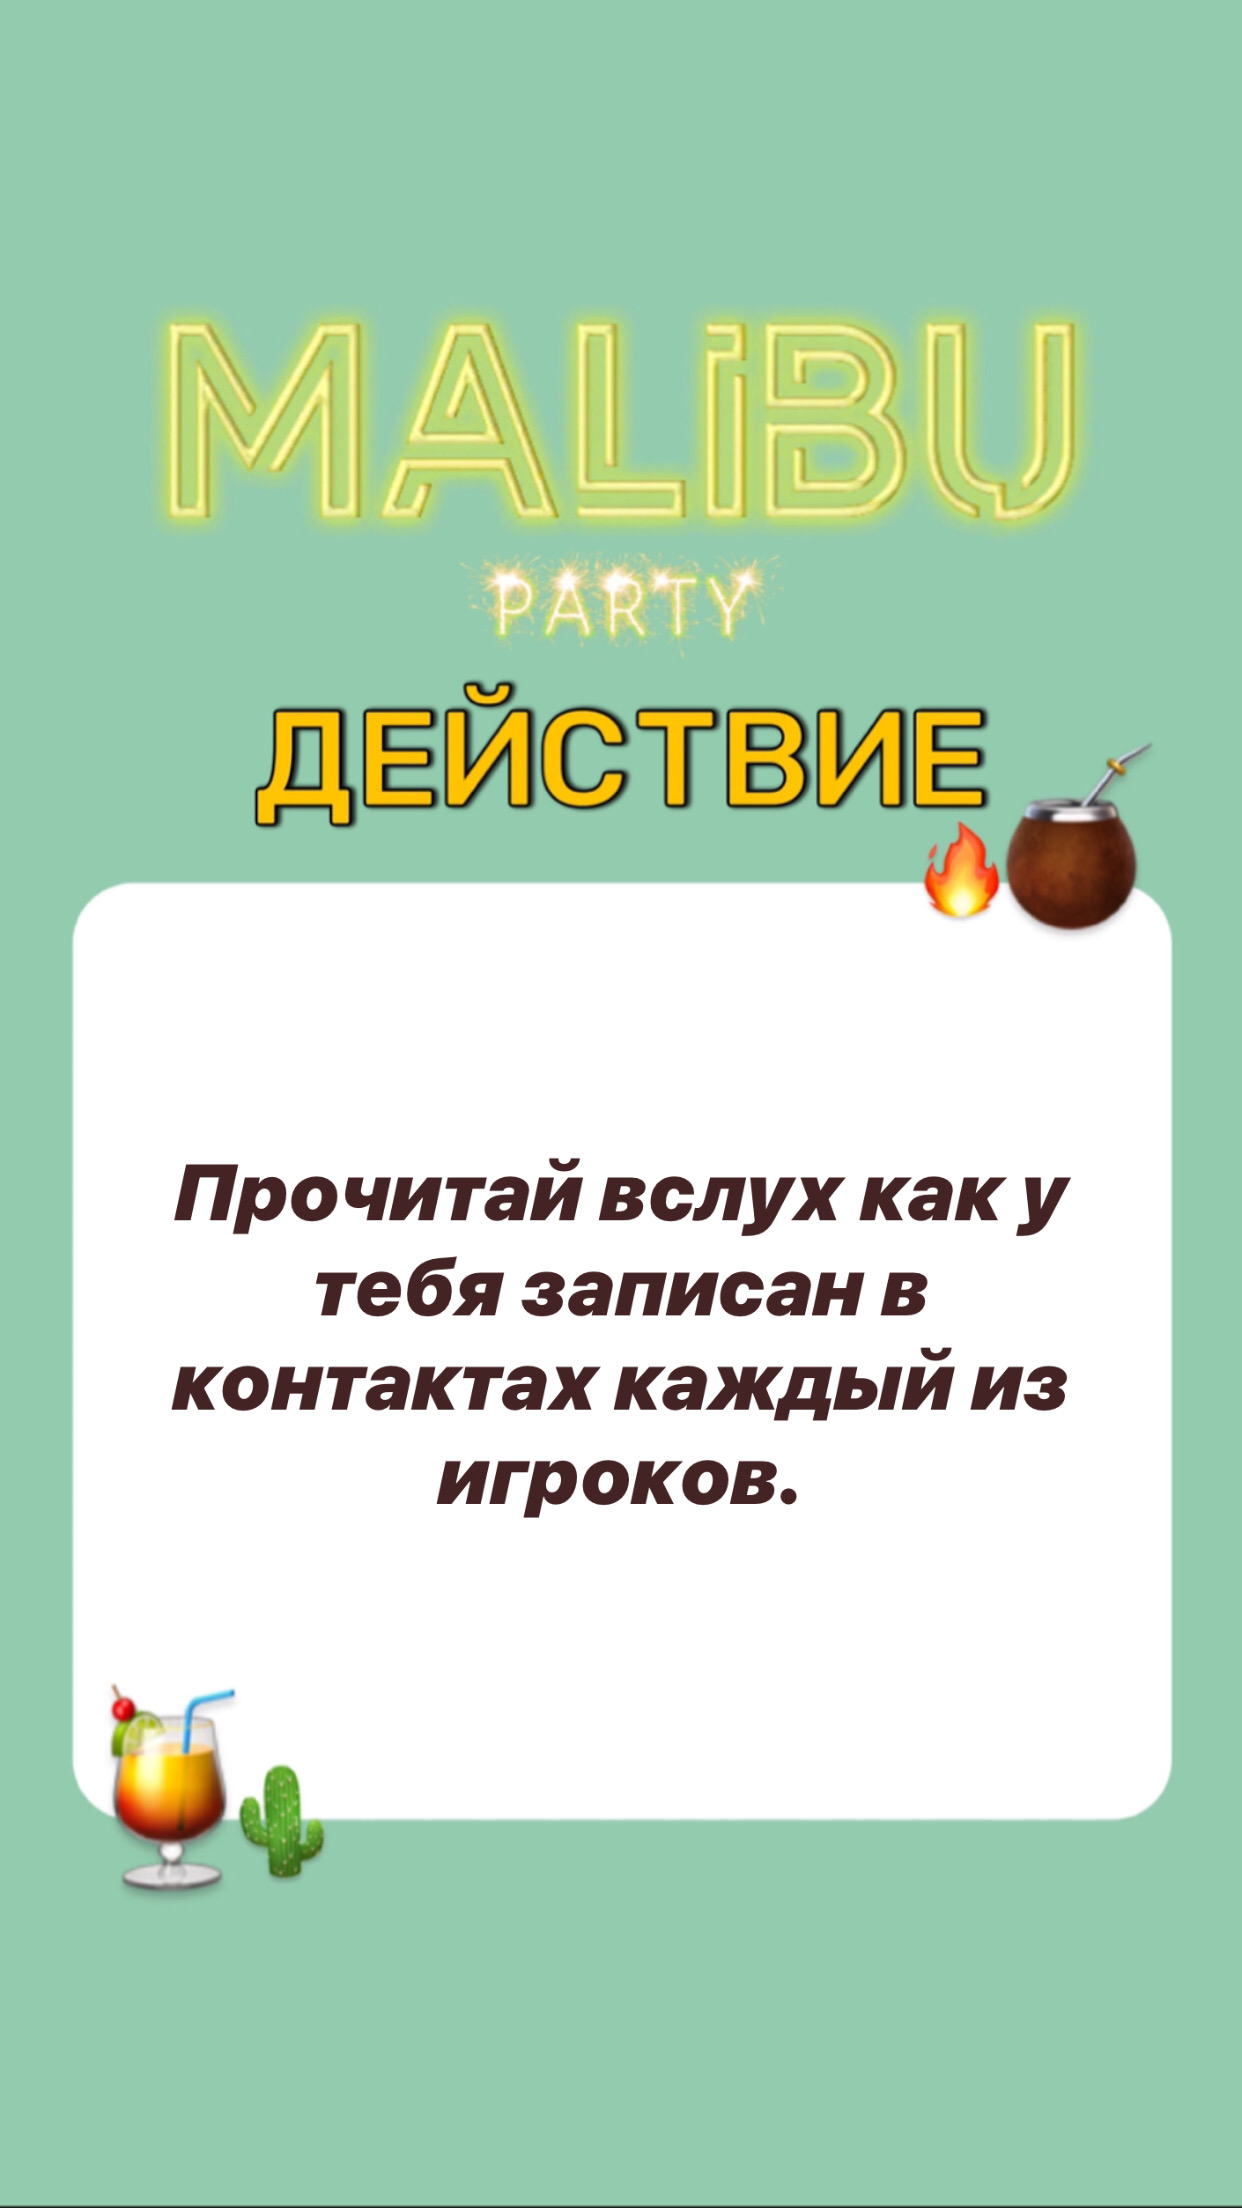 MALiBU
PARTY
ДЕЙСТВИЕ
Прочитай вслух как у
тебя записан в
контактах каждый из
игроков.